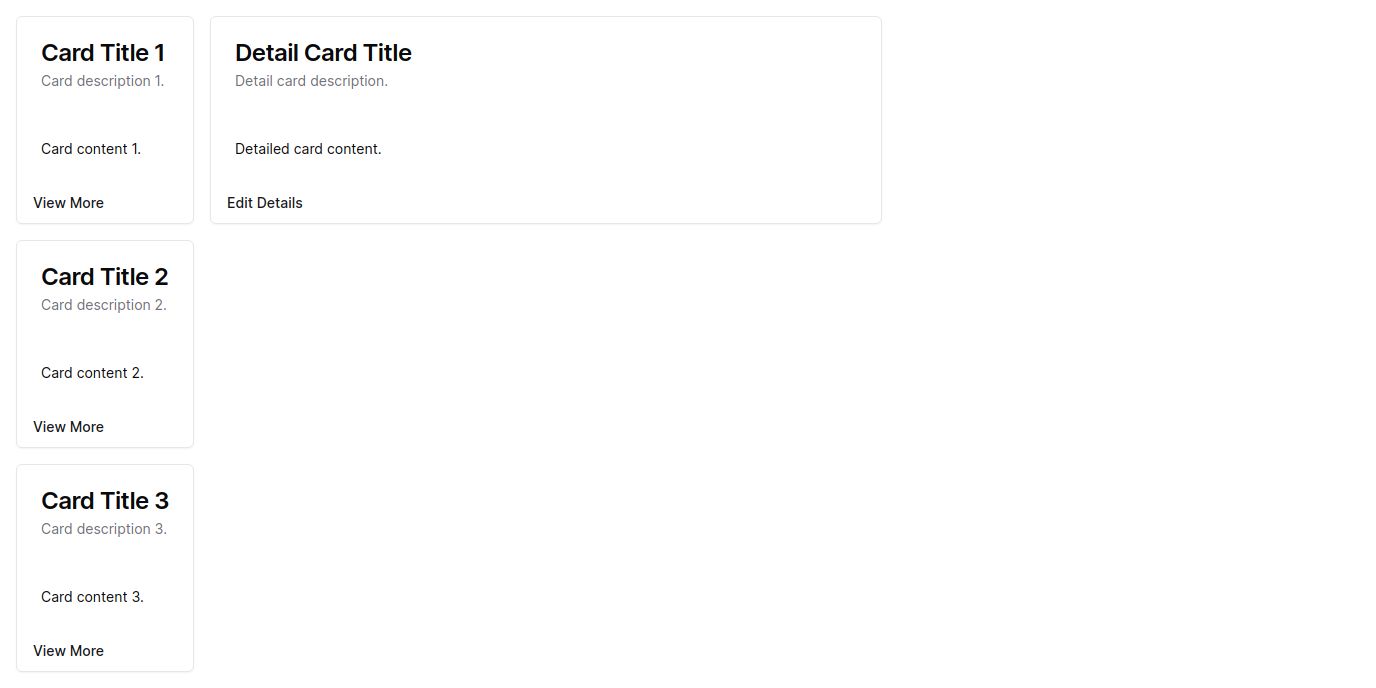 Card Title 1
Card description 1.
Card content 1.
View More
Detail Card Title
Detail card description.
Detailed card content.
Edit Details
Card Title 2
Card description 2.
Card content 2.
View More
Card Title 3
Card description 3.
Card content 3.
View More